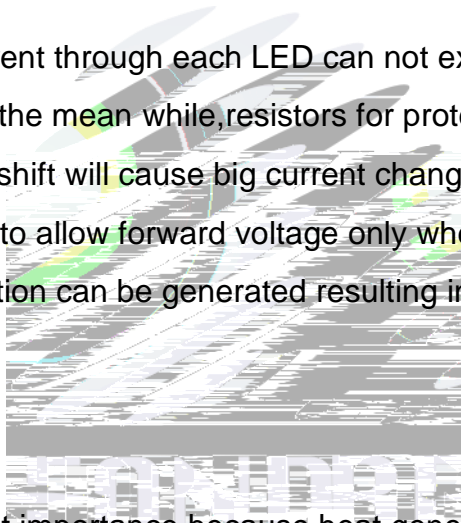 ent through each LED can not ex
the mean while,resistors for prote
shift will cause big current chang
to allow forward voltage only whe
tion can be generated resulting in
t importance because heat gene